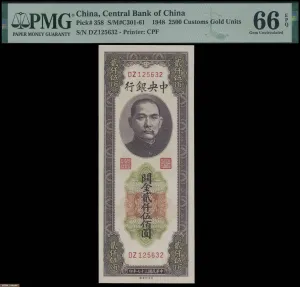 PMG
PAPER MONEY GUARANTY
China, Central Bank of China
Pick# 358 S/M#C301-61 1948 2500 Customs Gold Units
S/N DZ125632 - Printer: CPF
66 EPQ
Gem Uncirculated
行銀央中
DZ125632
關金貳仟伍佰圓
DZ125632